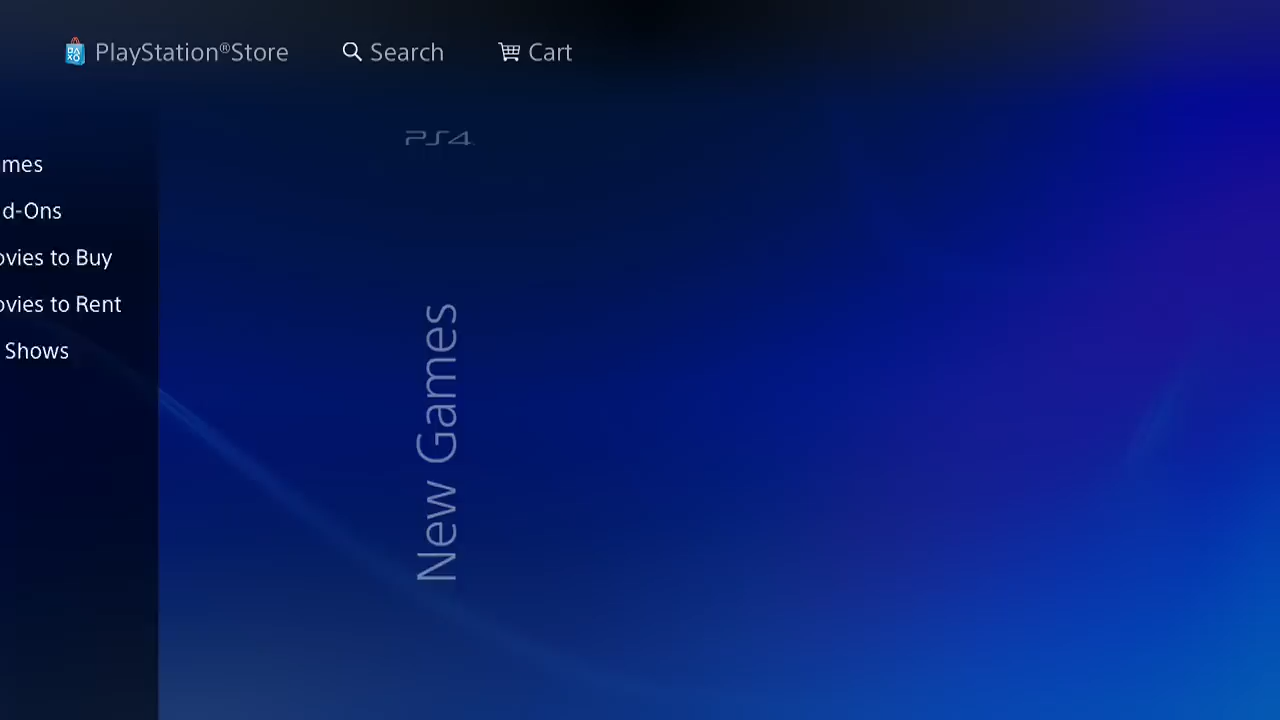 PlayStation®Store
Search
Cart
PS4
mes
d-Ons
ovies to Buy
ovies to Rent
Shows
New Games